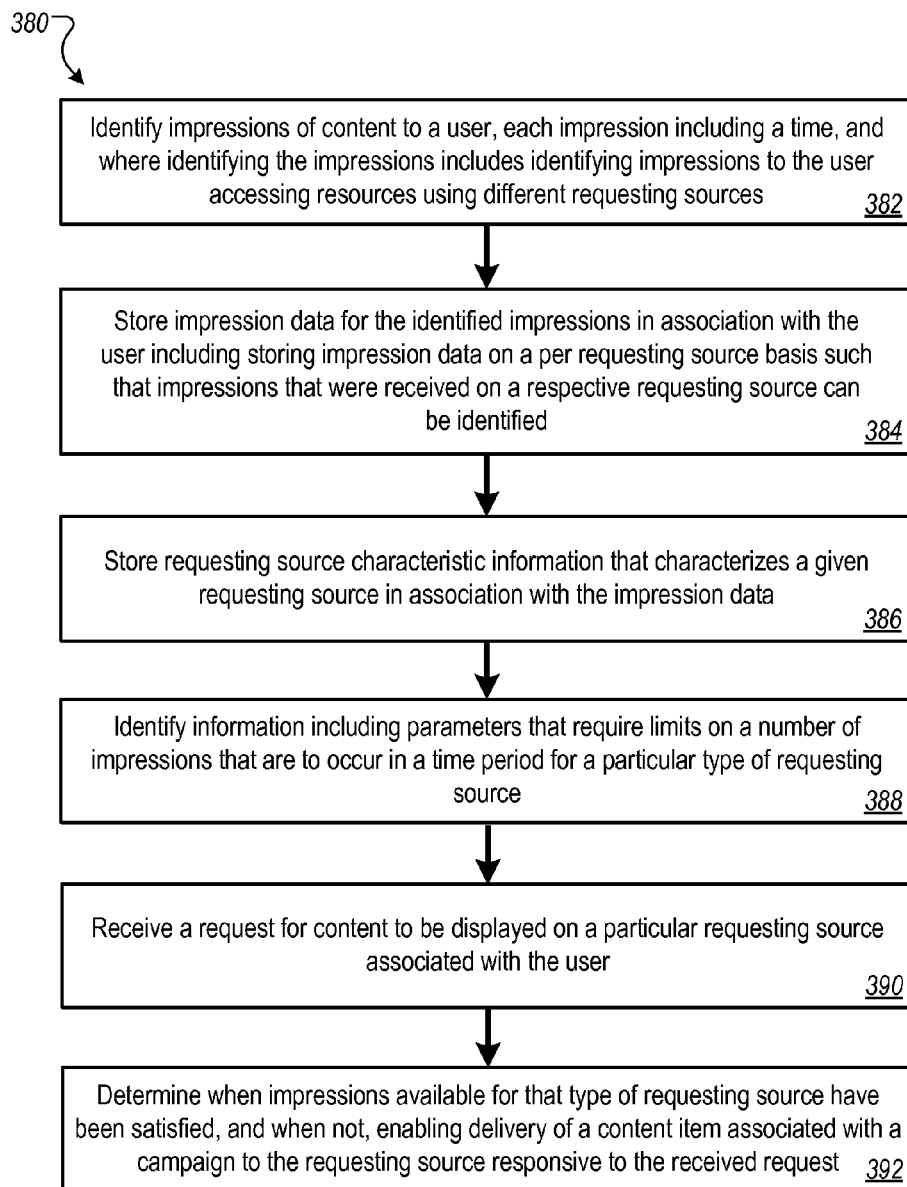 380
Identify impressions of content to a user, each impression including a time, and
where identifying the impressions includes identifying impressions to the user
accessing resources using different requesting sources
382
Store impression data for the identified impressions in association with the
user including storing impression data on a per requesting source basis such
that impressions that were received on a respective requesting source can
be identified
384
Store requesting source characteristic information that characterizes a given
requesting source in association with the impression data
386
Identify information including parameters that require limits on a number of
impressions that are to occur in a time period for a particular type of requesting
source
388
Receive a request for content to be displayed on a particular requesting source
associated with the user
390
Determine when impressions available for that type of requesting source have
been satisfied, and when not, enabling delivery of a content item associated with a
campaign to the requesting source responsive to the received request 392